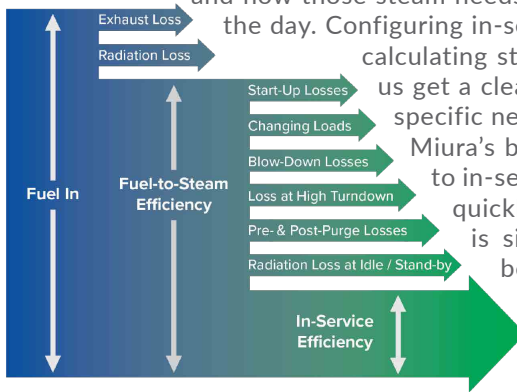 and how those steam needs
the day. Configuring in-se
calculating st
us get a clea
specific ne
Miura's b
to in-se
quick
is si
be
Exhaust Loss
Radiation Loss
Start-Up Losses
Changing Loads
Blow-Down Losses
Loss at High Turndown
Pre- & Post-Purge Losses
Radiation Loss at Idle / Stand-by
Fuel In
Fuel-to-Steam
Efficiency
In-Service
Efficiency